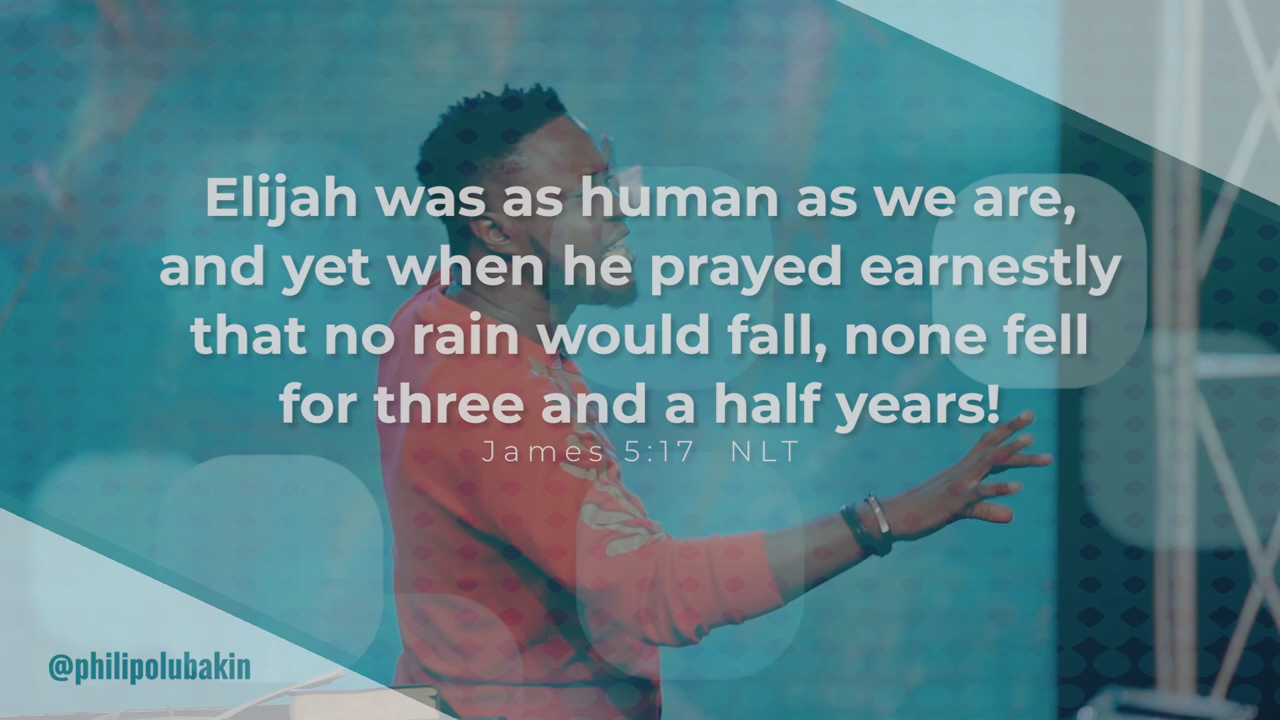 Elijah was as human as we are,
and yet when he prayed earnestly
that no rain would fall, none fell
for three and a half years!
James 5:17 NLT
@philipolubakin